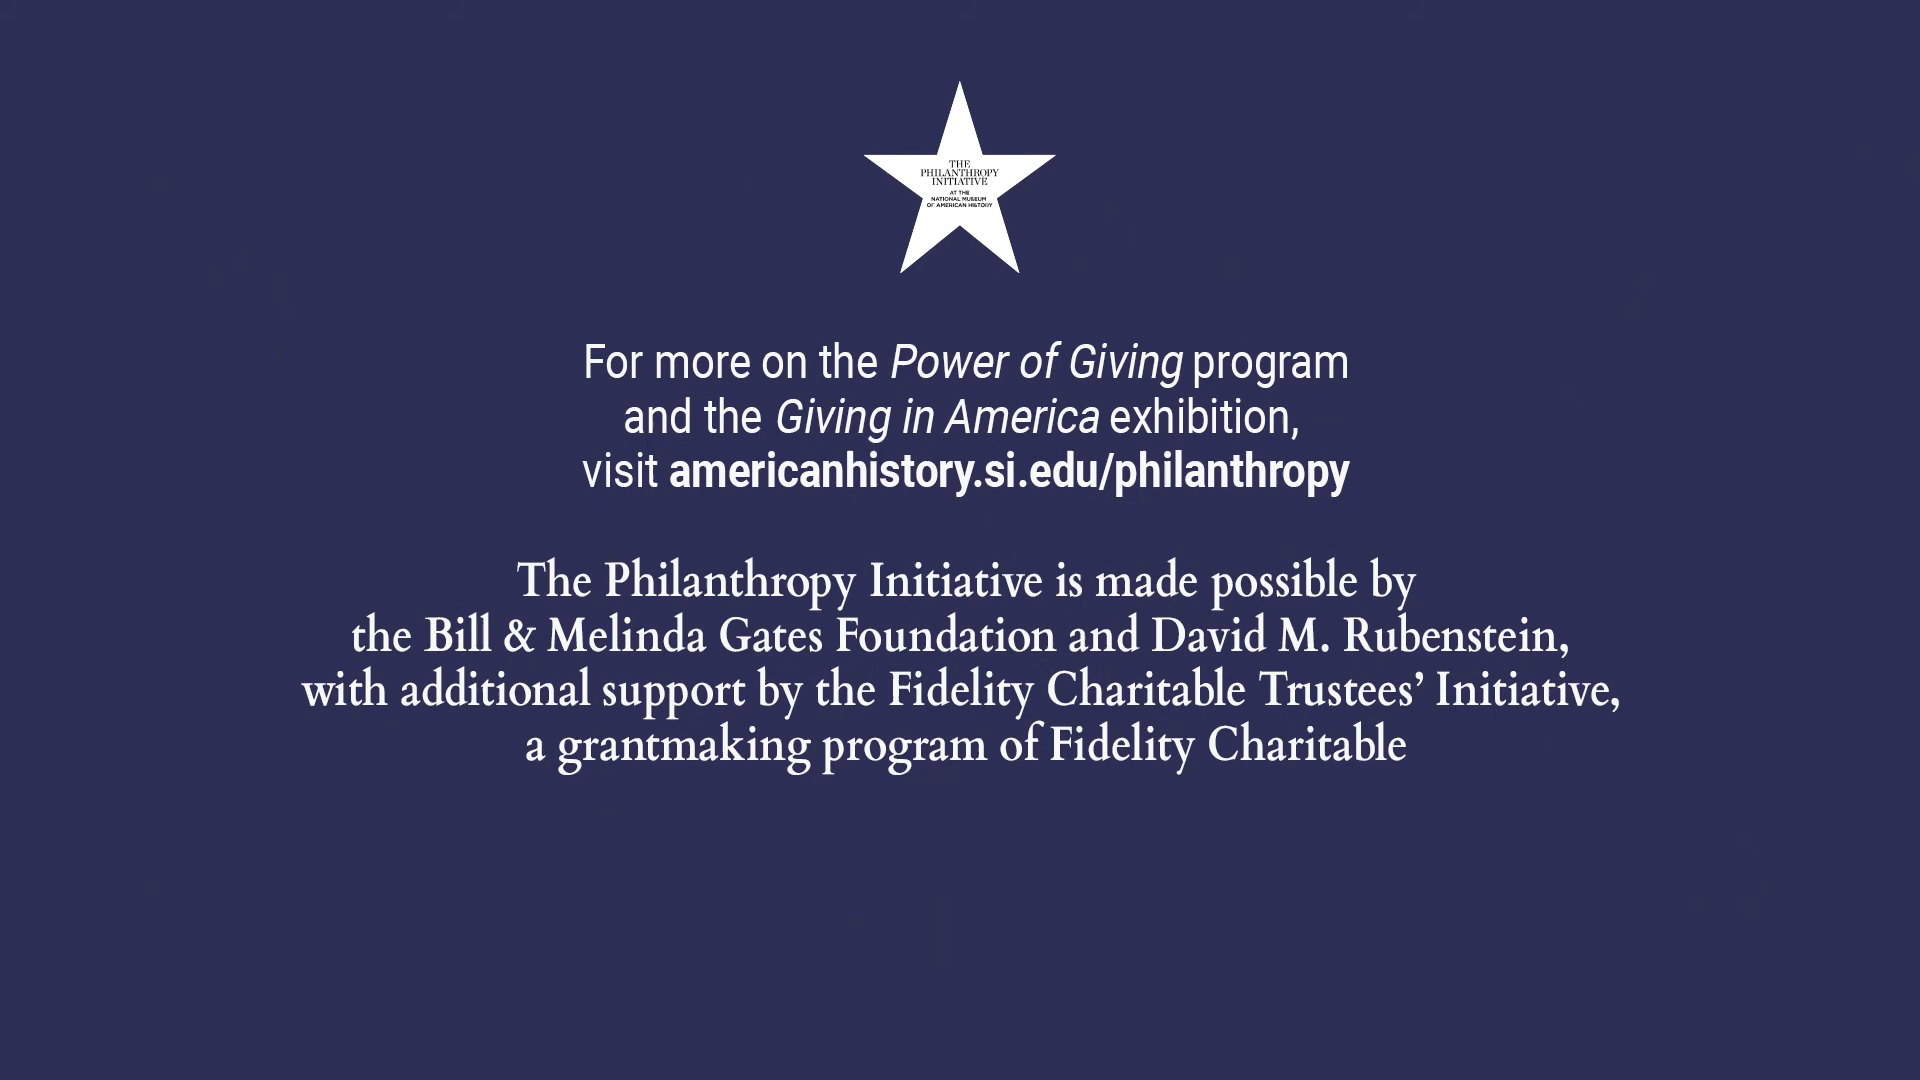 THE
PHILANTHROPY
INITIATIVE
AT THE
NATIONAL MUSEUM
OF AMERICAN HISTORY
For more on the Power of Giving program
and the Giving in America exhibition,
visit americanhistory.si.edu/philanthropy
The Philanthropy Initiative is made possible by
the Bill & Melinda Gates Foundation and David M. Rubenstein,
with additional support by the Fidelity Charitable Trustees’ Initiative,
a grantmaking program of Fidelity Charitable